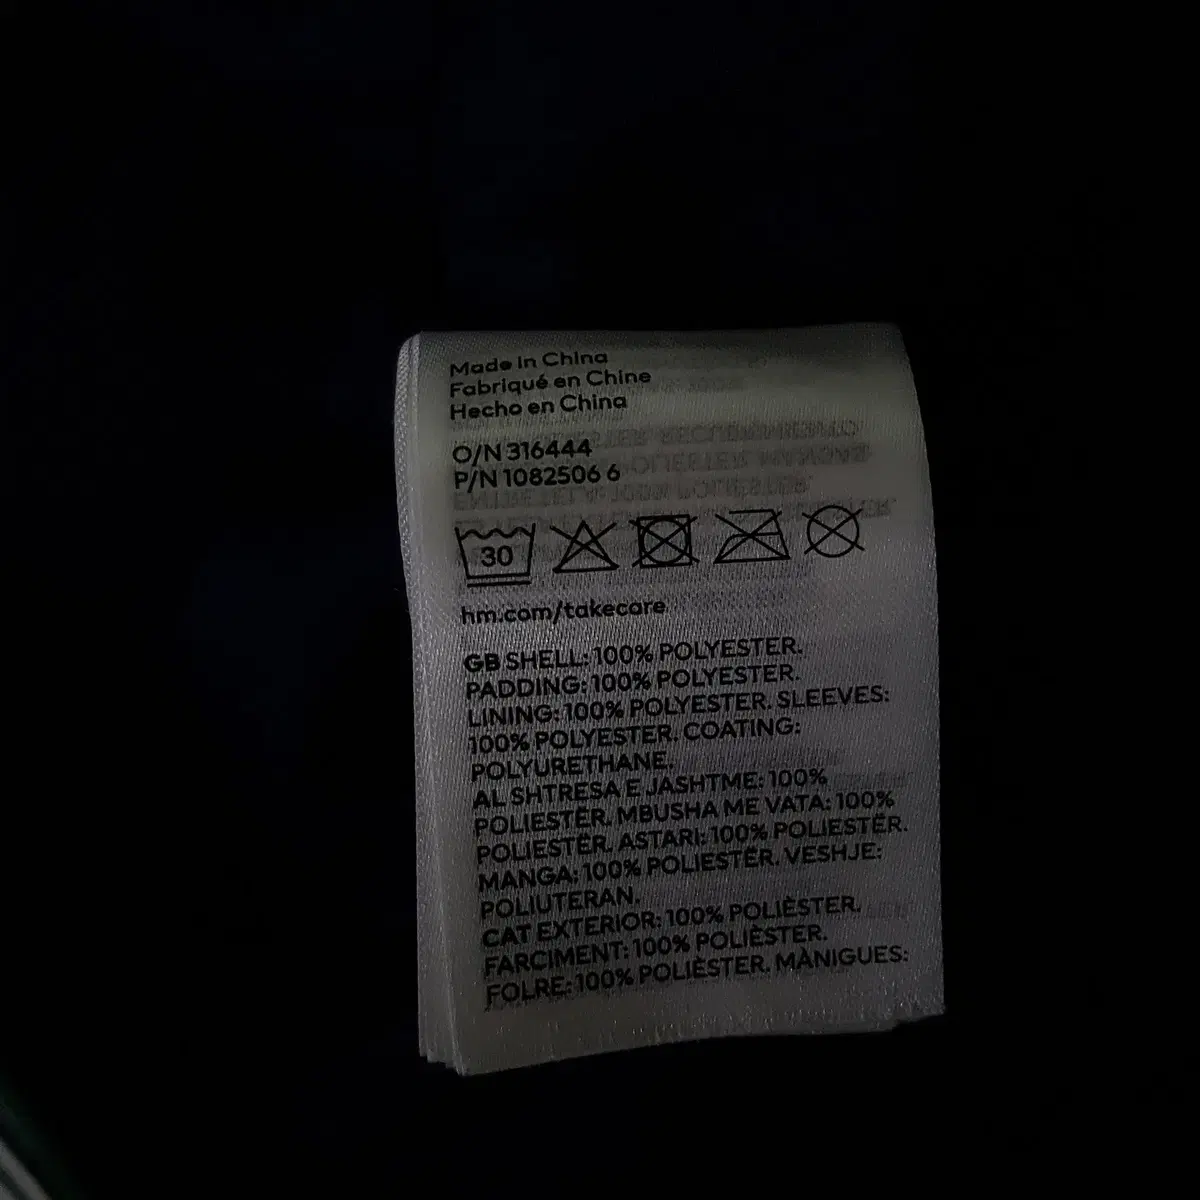 Made in China
Fabriqué en Chine
Hecho en China
O/N 316444
P/N 1082506 6
30
hm.com/takecare
GB SHELL: 100% POLYESTER.
PADDING: 100% POLYESTER.
LINING: 100% POLYESTER. SLEEVES:
100% POLYESTER. COATING:
POLYURETHANE.
AL SHTRESA E JASHTME: 100%
POLIESTËR. MBUSHA ME VATA: 100%
POLIESTËR. ASTARI: 100% POLIESTËR.
MANGA: 100% POLIESTËR. VESHJE:
POLIUTERAN.
CAT EXTERIOR: 100% POLIÈSTER.
FARCIMENT: 100% POLIÈSTER.
FOLRE: 100% POLIÈSTER. MÀNIGUES: